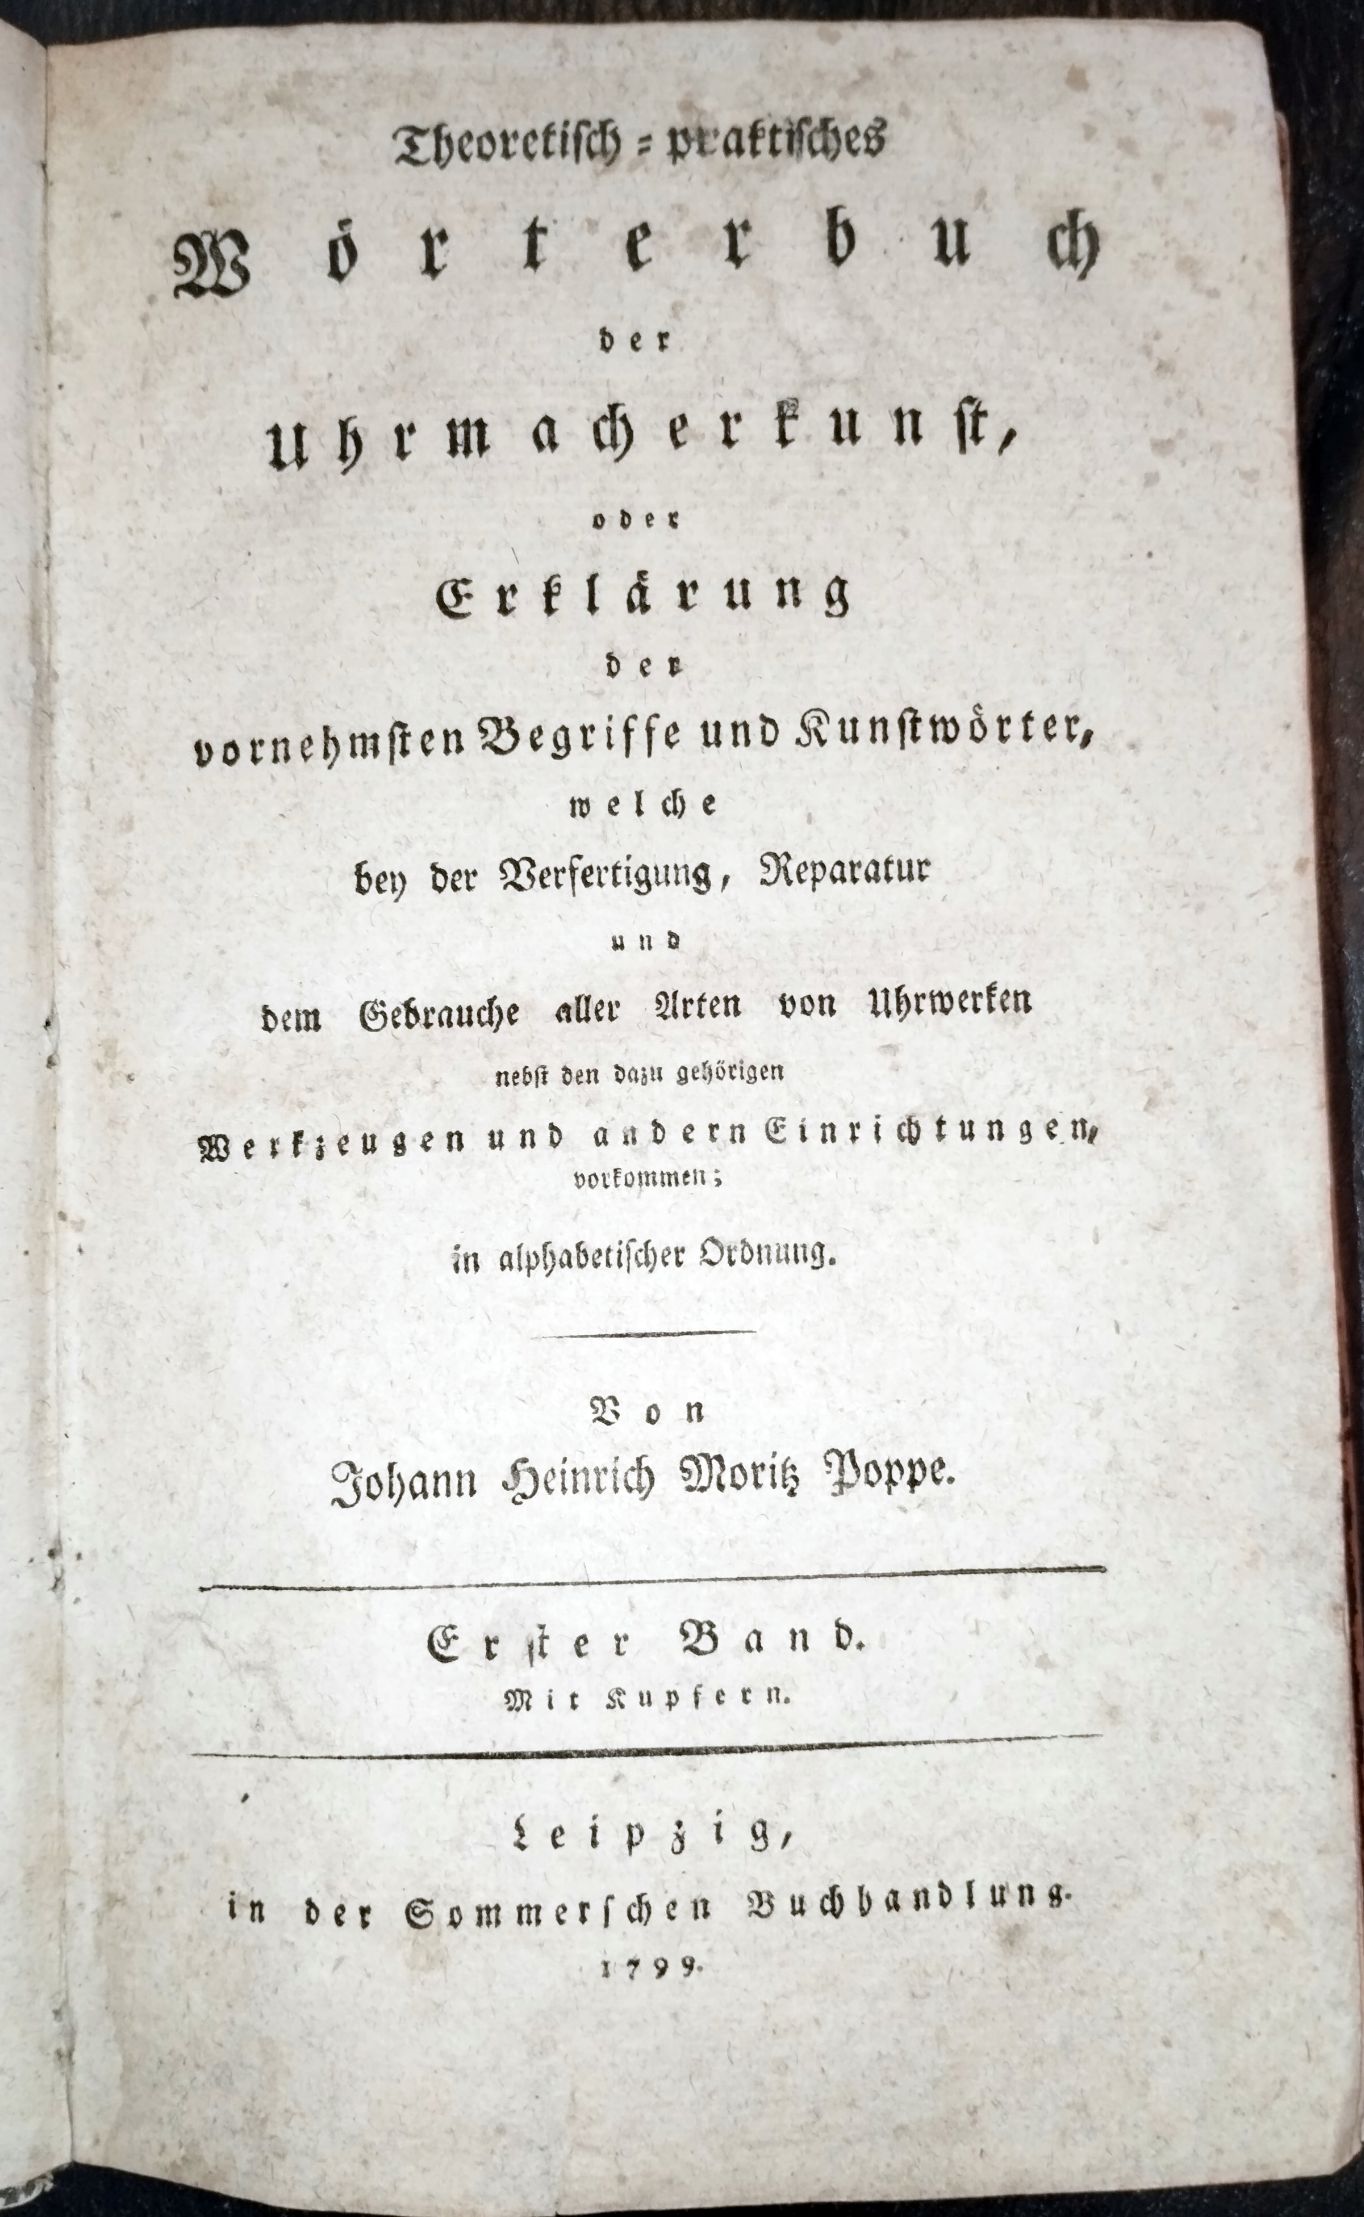 Theoretisch-praktisches
Wörterbuch
der
Uhrmacherkunst,
oder
Erklärung
der
vornehmsten Begriffe und Kunstwörter,
welche
bey der Verfertigung, Reparatur
und
dem Gebrauche aller Arten von Uhrwerken
nebst den dazu gehörigen
Werkzeugen und andern Einrichtungen,
vorkommen;
in alphabetischer Ordnung.
Von
Johann Heinrich Moritz Poppe.
Erster Band.
Mit Kupfern.
Leipzig,
in der Sommerschen Buchhandlung.
1799.